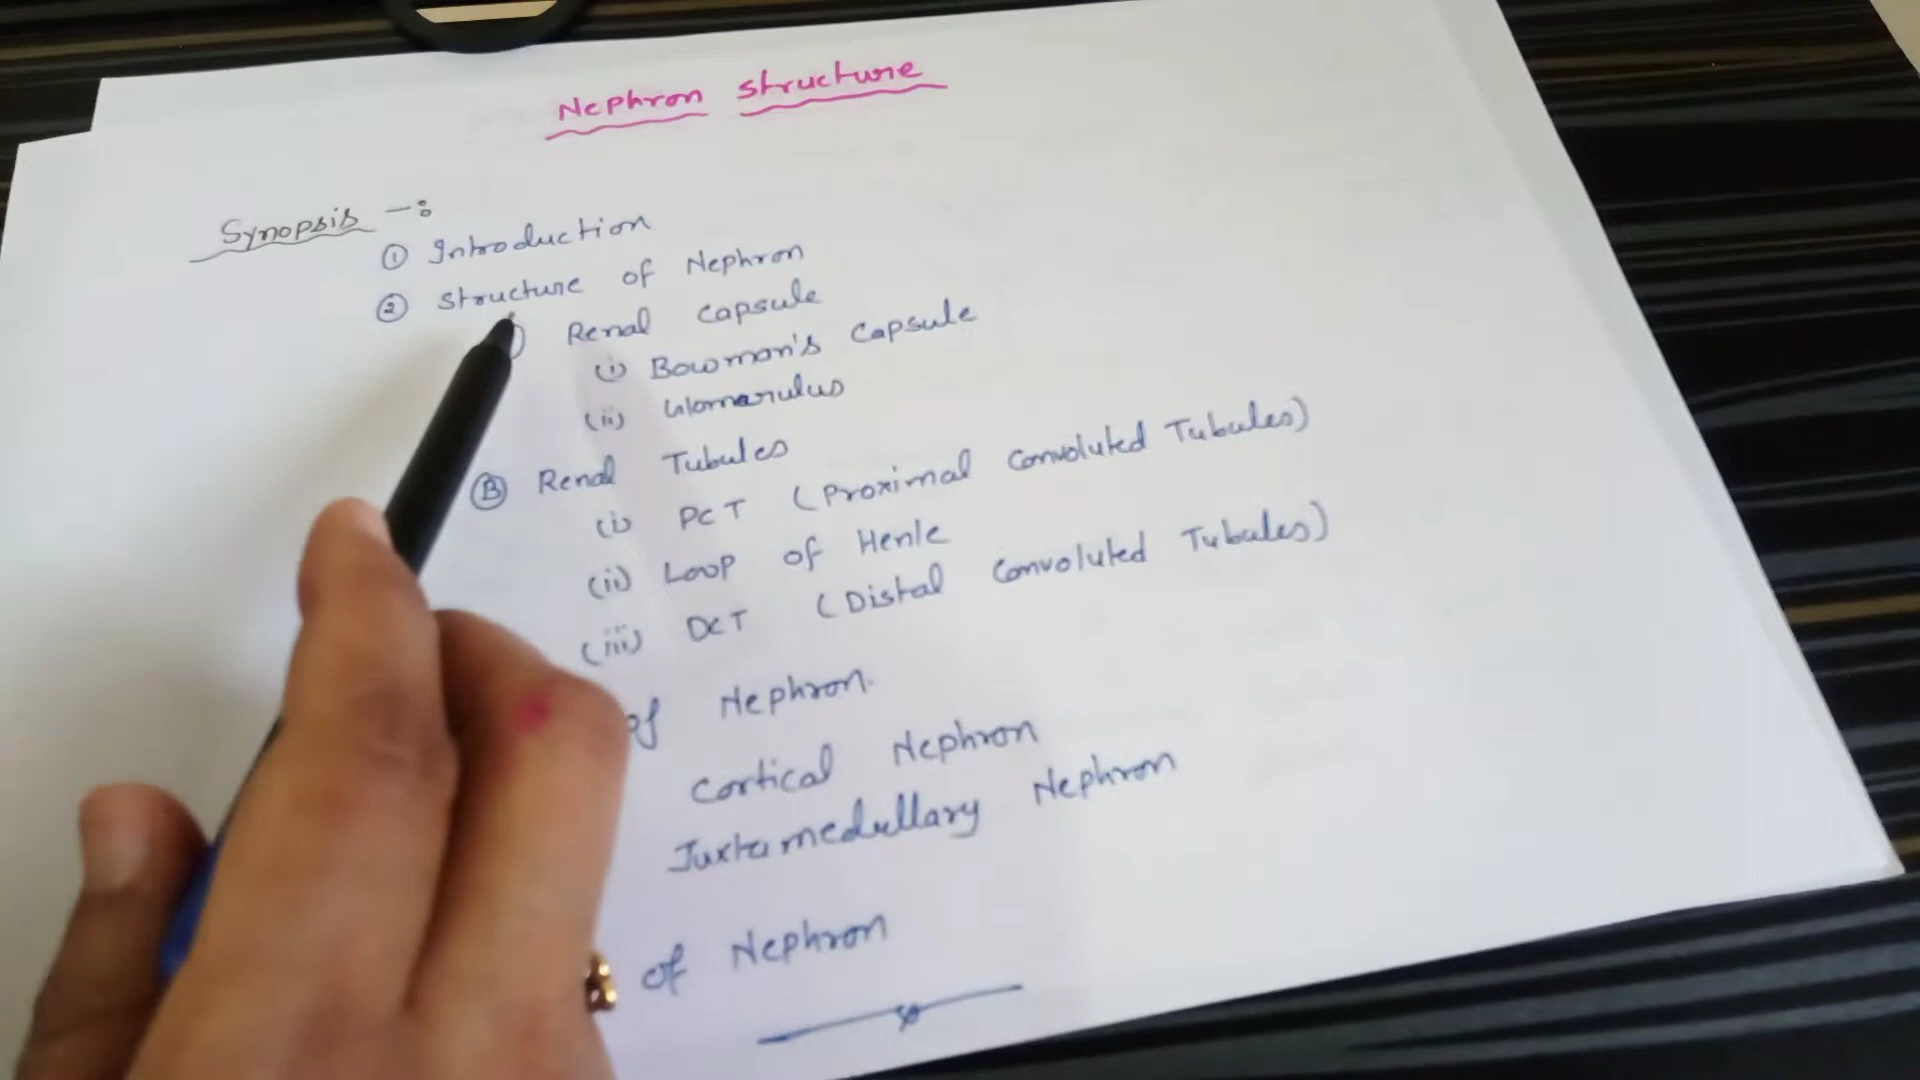 Nephron structure
Synopsis -:
① Introduction
② structure of Nephron
Renal capsule
(i) Bowman's capsule
(ii) Glomarulus
Ⓑ Renal Tubules
(i) PCT (Proximal convoluted Tubules)
(ii) Loop of Henle
(iii) DCT (Distal convoluted Tubules)
of Nephron.
cortical Nephron
Juxtamedullary Nephron
of Nephron